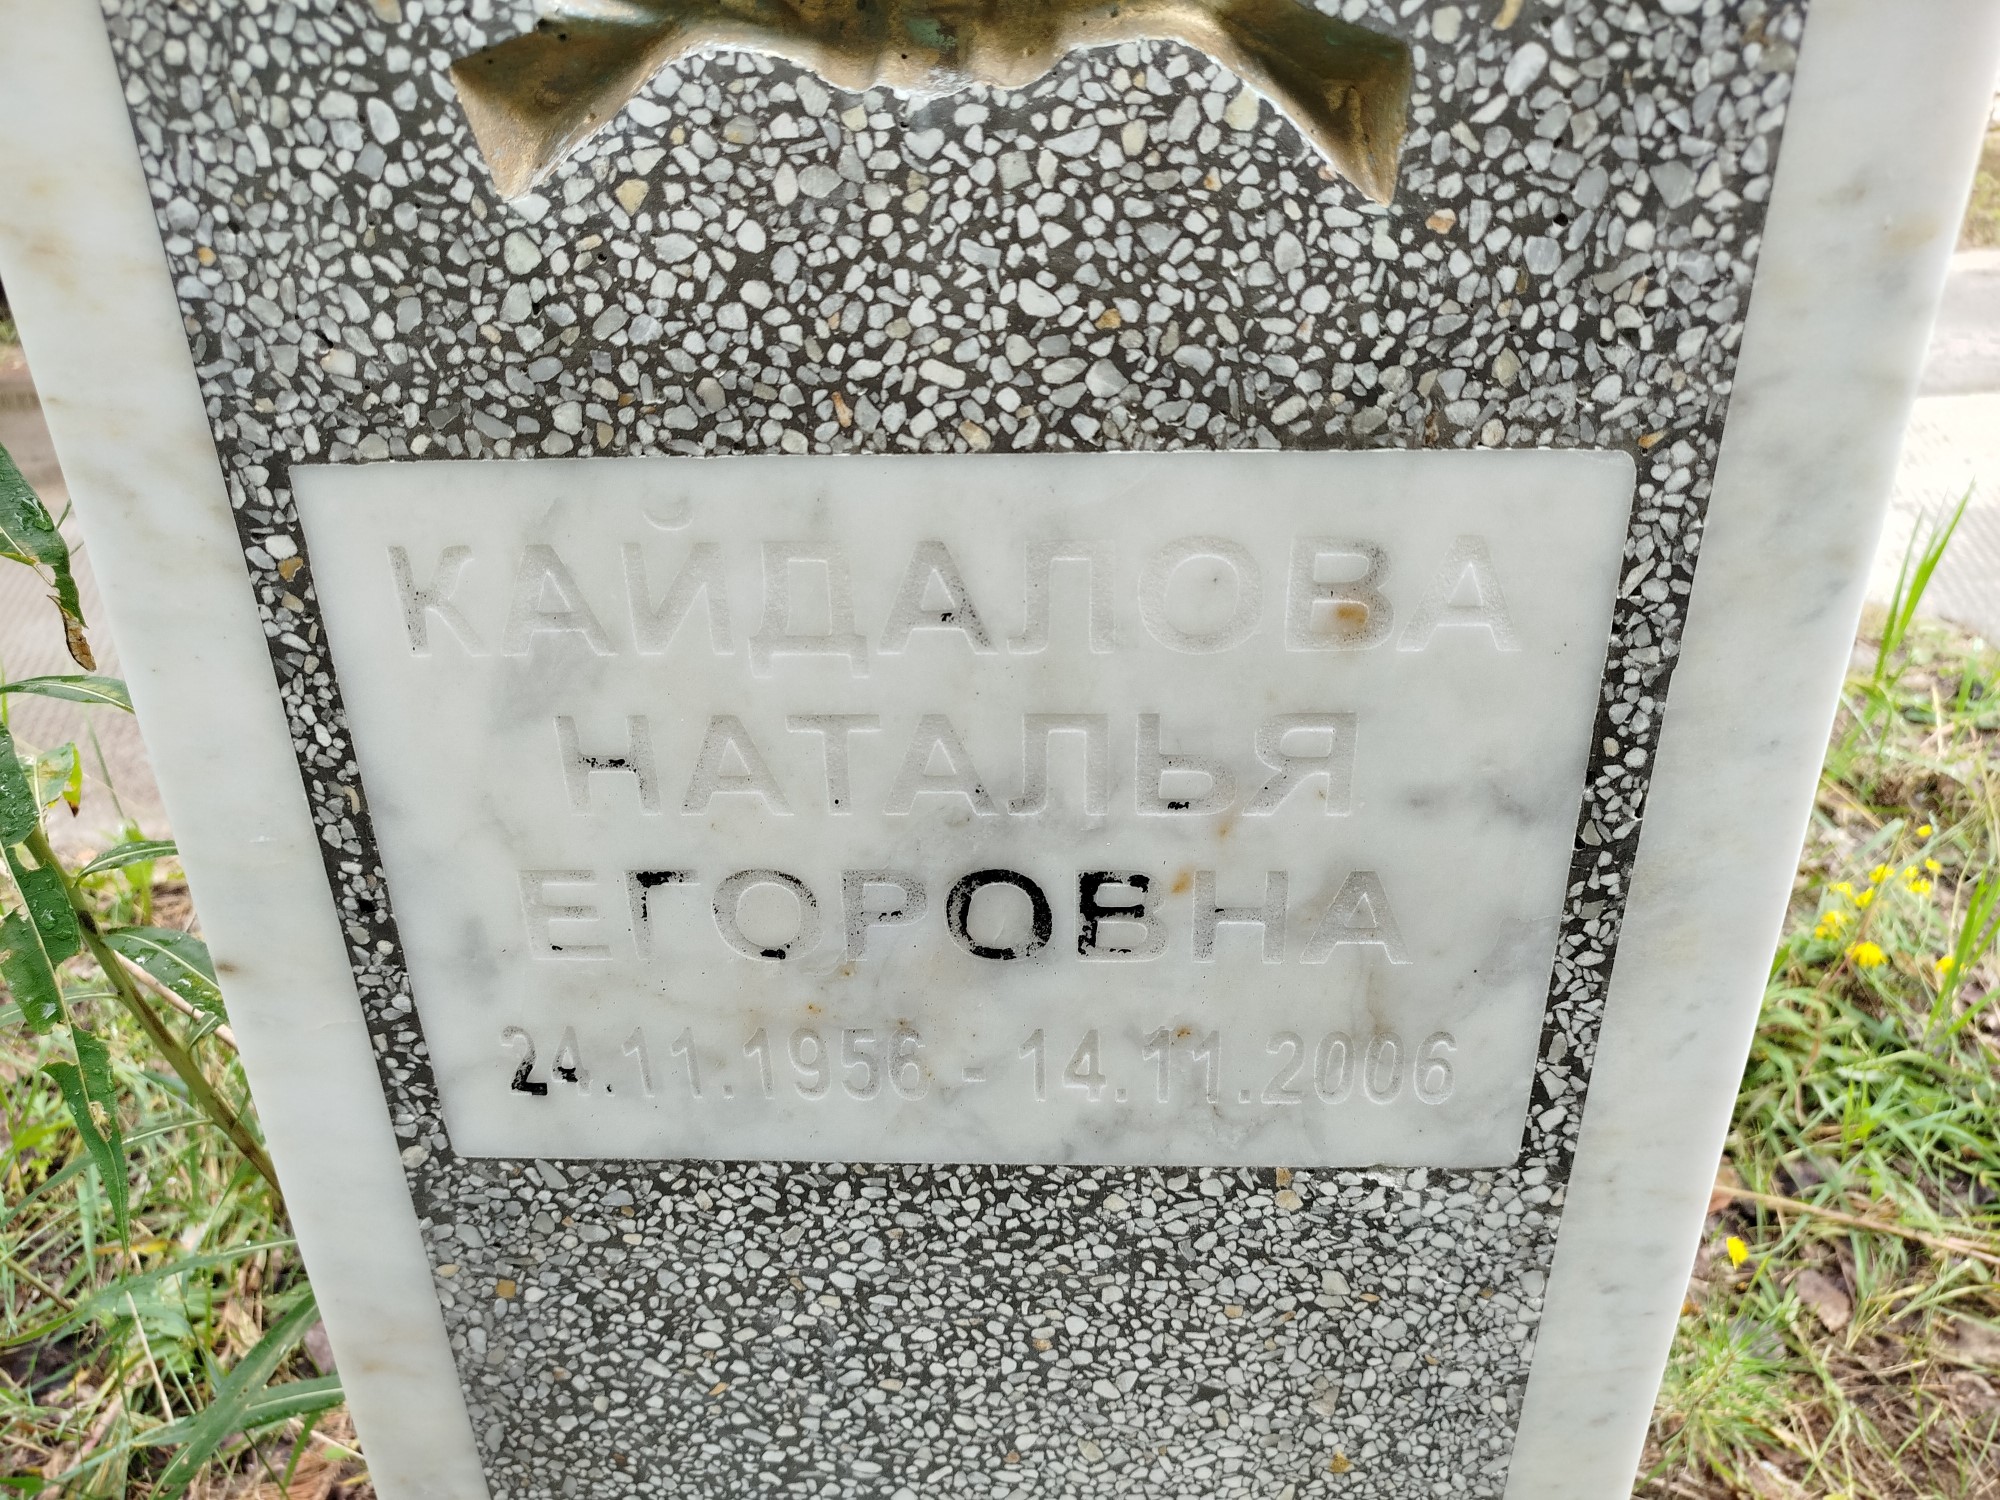 КАЙДАЛОВА
НАТАЛЬЯ
ЕГОРОВНА
24.11.1956 - 14.11.2006